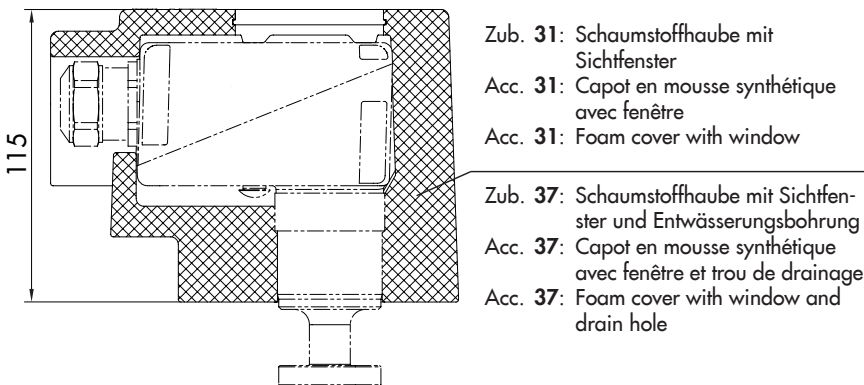 115
Zub. 31: Schaumstoffhaube mit
Sichtfenster
Acc. 31: Capot en mousse synthétique
avec fenêtre
Acc. 31: Foam cover with window
Zub. 37: Schaumstoffhaube mit Sichtfen-
ster und Entwässerungsbohrung
Acc. 37: Capot en mousse synthétique
avec fenêtre et trou de drainage
Acc. 37: Foam cover with window and
drain hole